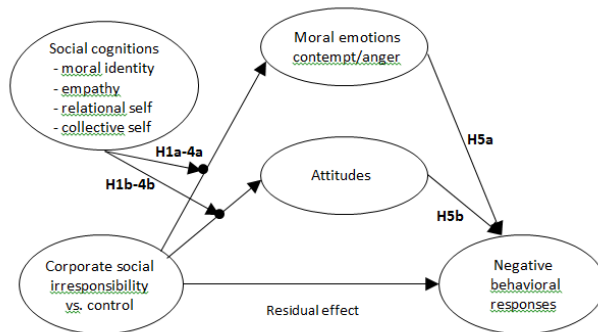 Social cognitions
- moral identity
- empathy
- relational self
- collective self
Moral emotions
contempt/anger
H1a-4a
H1b-4b
H5a
Attitudes
H5b
Corporate social
irresponsibility
vs. control
Residual effect
Negative
behavioral
responses